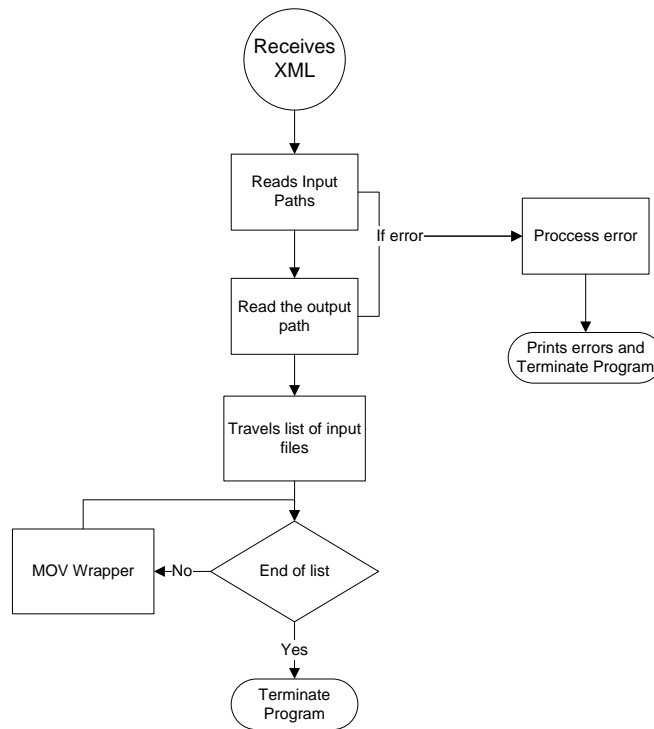 Receives
XML
Reads Input
Paths
If error
Proccess error
Read the output
path
Prints errors and
Terminate Program
Travels list of input
files
MOV Wrapper
No
End of list
Yes
Terminate
Program